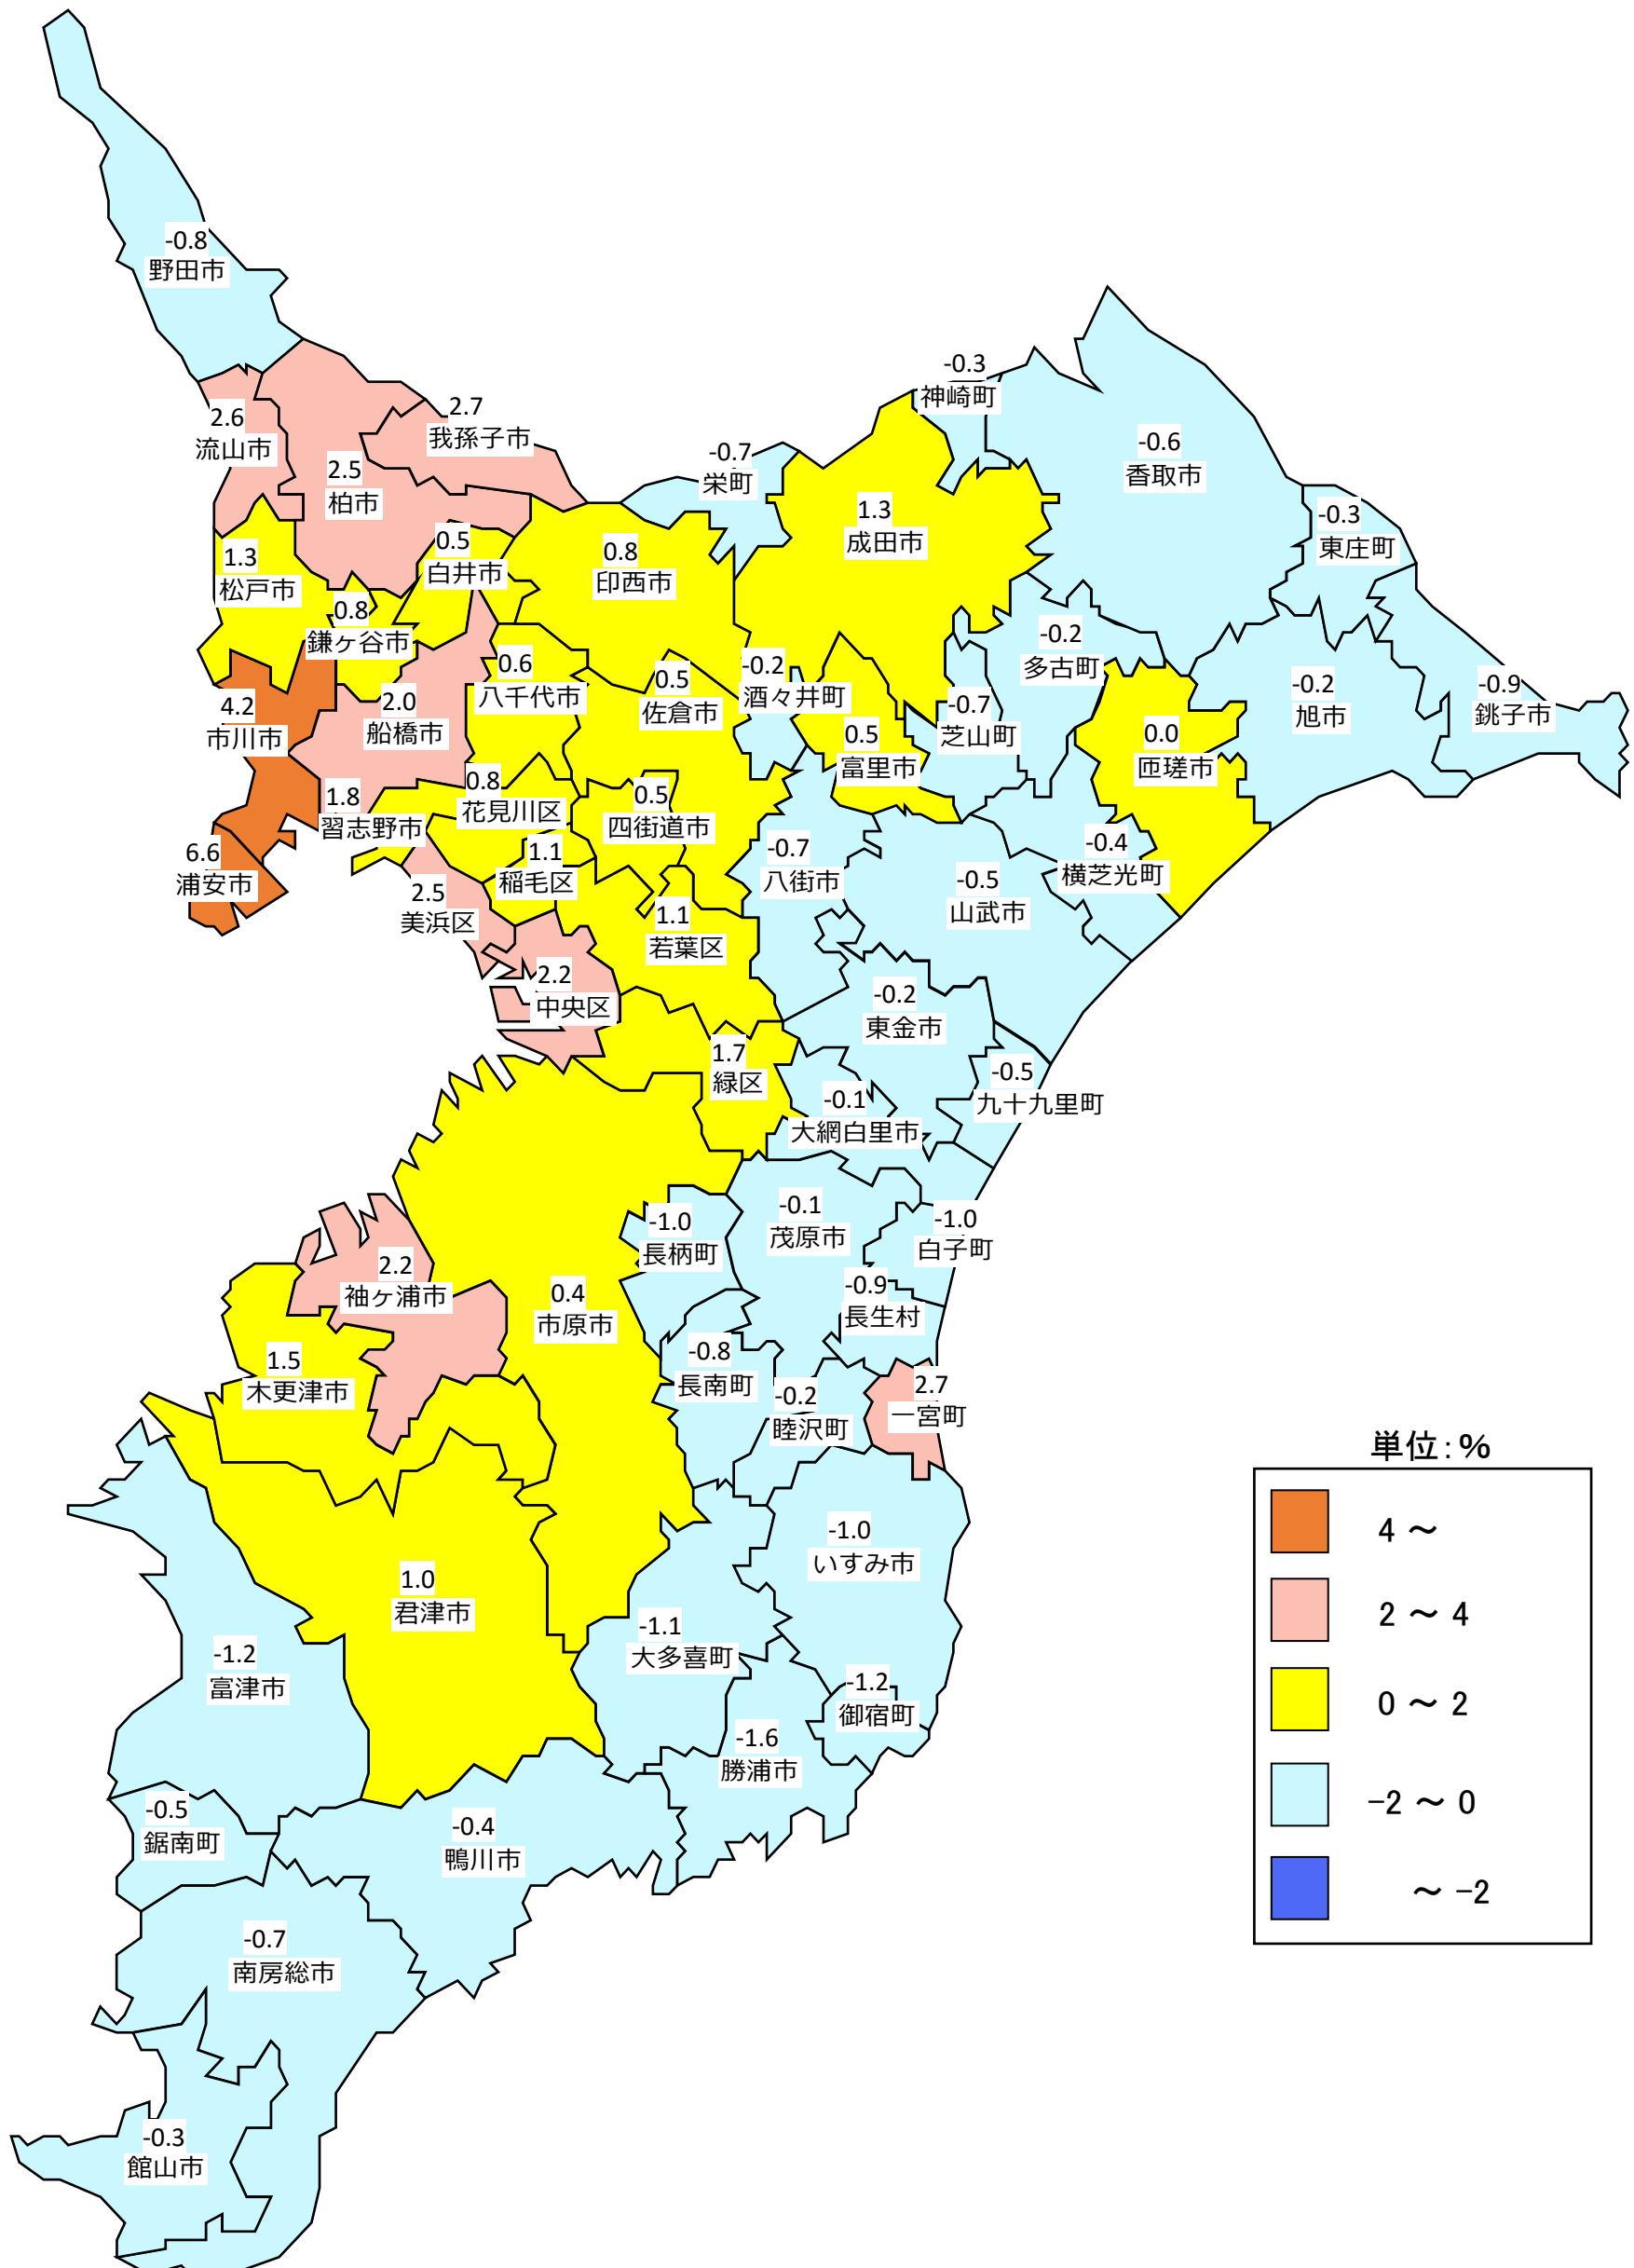 -0.8
野田市
-0.3
神崎町
2.6
流山市
2.7
我孫子市
-0.6
香取市
2.5
柏市
-0.7
栄町
1.3
成田市
-0.3
東庄町
1.3
松戸市
0.5
白井市
0.8
印西市
0.8
鎌ヶ谷市
-0.2
多古町
0.6
八千代市
0.5
佐倉市
-0.2
酒々井町
-0.2
旭市
-0.9
銚子市
4.2
市川市
2.0
船橋市
-0.7
芝山町
0.5
富里市
0.0
匝瑳市
1.8
習志野市
0.8
花見川区
0.5
四街道市
6.6
浦安市
1.1
稲毛区
-0.7
八街市
-0.4
横芝光町
2.5
美浜区
1.1
若葉区
-0.5
山武市
2.2
中央区
-0.2
東金市
1.7
緑区
-0.5
九十九里町
-0.1
大網白里市
-1.0
長柄町
-0.1
茂原市
-1.0
白子町
2.2
袖ヶ浦市
0.4
市原市
-0.9
長生村
1.5
木更津市
-0.8
長南町
-0.2
睦沢町
2.7
一宮町
-1.0
いすみ市
1.0
君津市
-1.1
大多喜町
-1.2
富津市
-1.2
御宿町
-1.6
勝浦市
-0.5
鋸南町
-0.4
鴨川市
-0.7
南房総市
-0.3
館山市
単位：%
4 ～
2 ～ 4
0 ～ 2
−2 ～ 0
～ −2